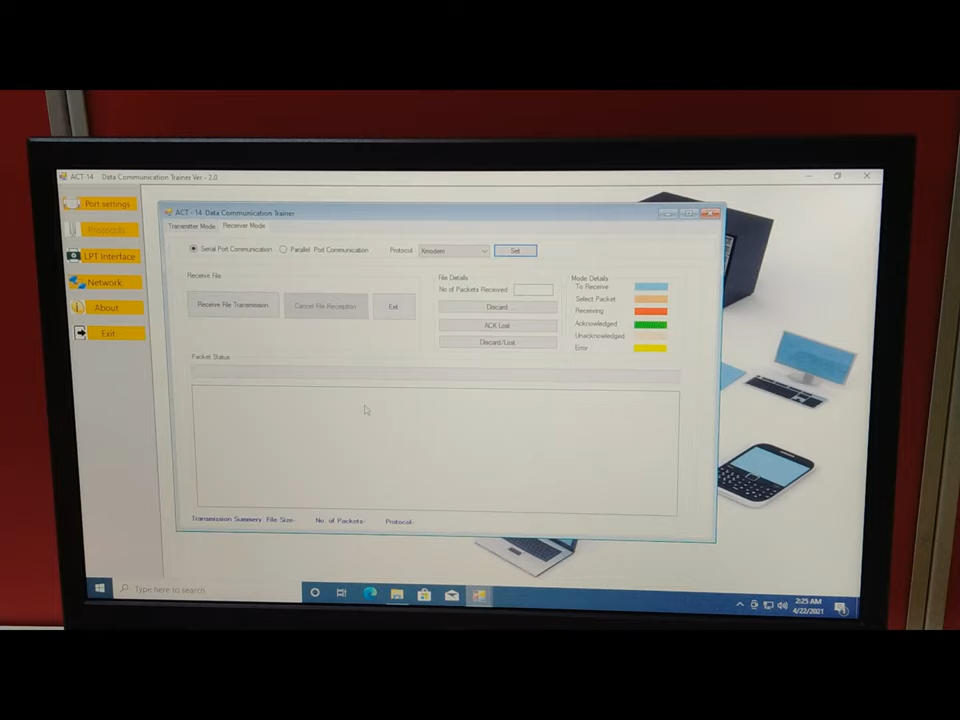 ACT-14 Data Communication Trainer Ver - 2.0
Port settings
Protocols
LPT Interface
Network
About
Exit
ACT - 14 Data Communication Trainer
Transmitter Mode Receiver Mode
Serial Port Communication Parallel Port Communication Protocol Xmodem Set
Receive File
Receive File Transmission Cancel File Reception Exit
File Details
No of Packets Received
Discard
ACK Lost
Discard/Lost
Mode Details
To Receive
Select Packet
Receiving
Acknowledged
Unacknowledged
Error
Packet Status
Transmission Summery: File Size- No. of Packets- Protocol-
Type here to search
2:25 AM
4/22/2021